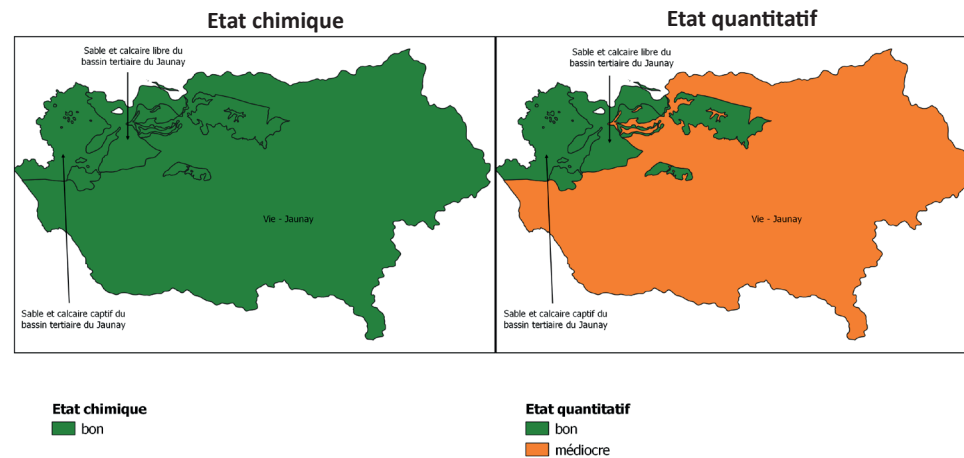 Etat chimique
Sable et calcaire libre du
bassin tertiaire du Jaunay
Vie - Jaunay
Sable et calcaire captif du
bassin tertiaire du Jaunay
Etat quantitatif
Sable et calcaire libre du
bassin tertiaire du Jaunay
Vie - Jaunay
Sable et calcaire captif du
bassin tertiaire du Jaunay
Etat chimique
bon
Etat quantitatif
bon
médiocre